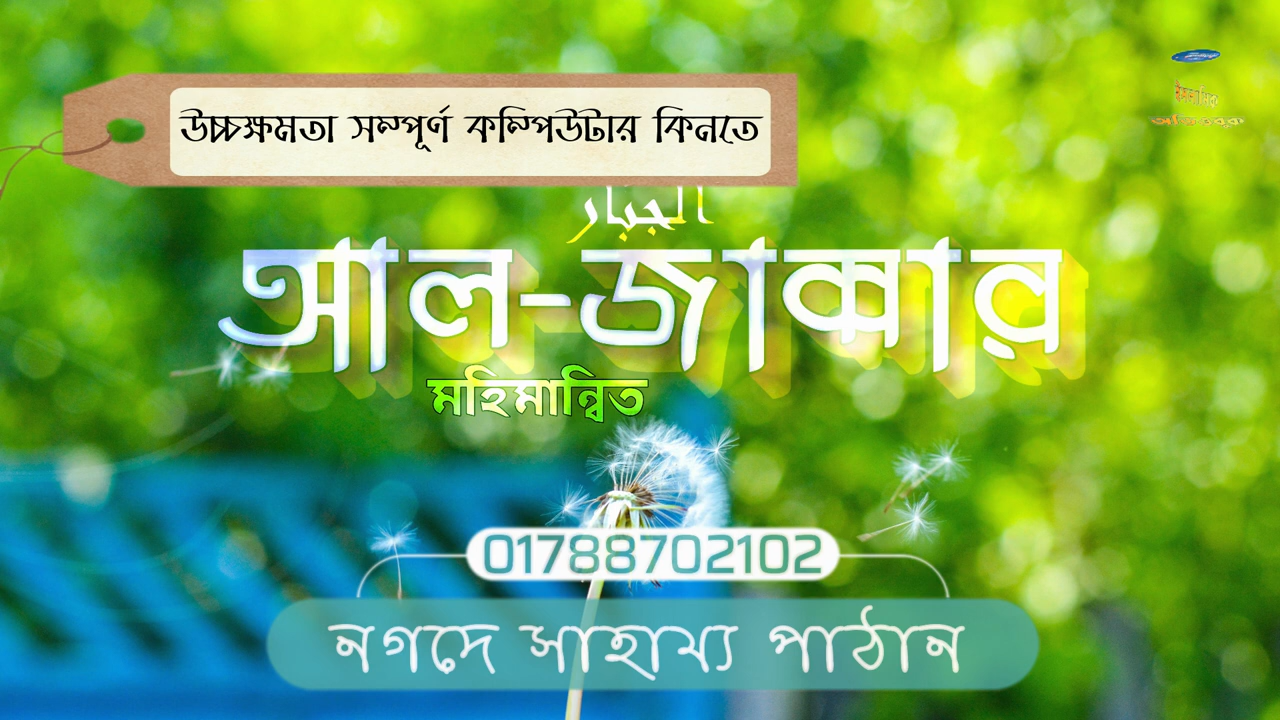 উচ্চক্ষমতা সম্পূর্ণ কম্পিউটার কিনতে
الجبار
আল-জাব্বার
মহিমান্বিত
01788702102
নগদে সাহায্য পাঠান